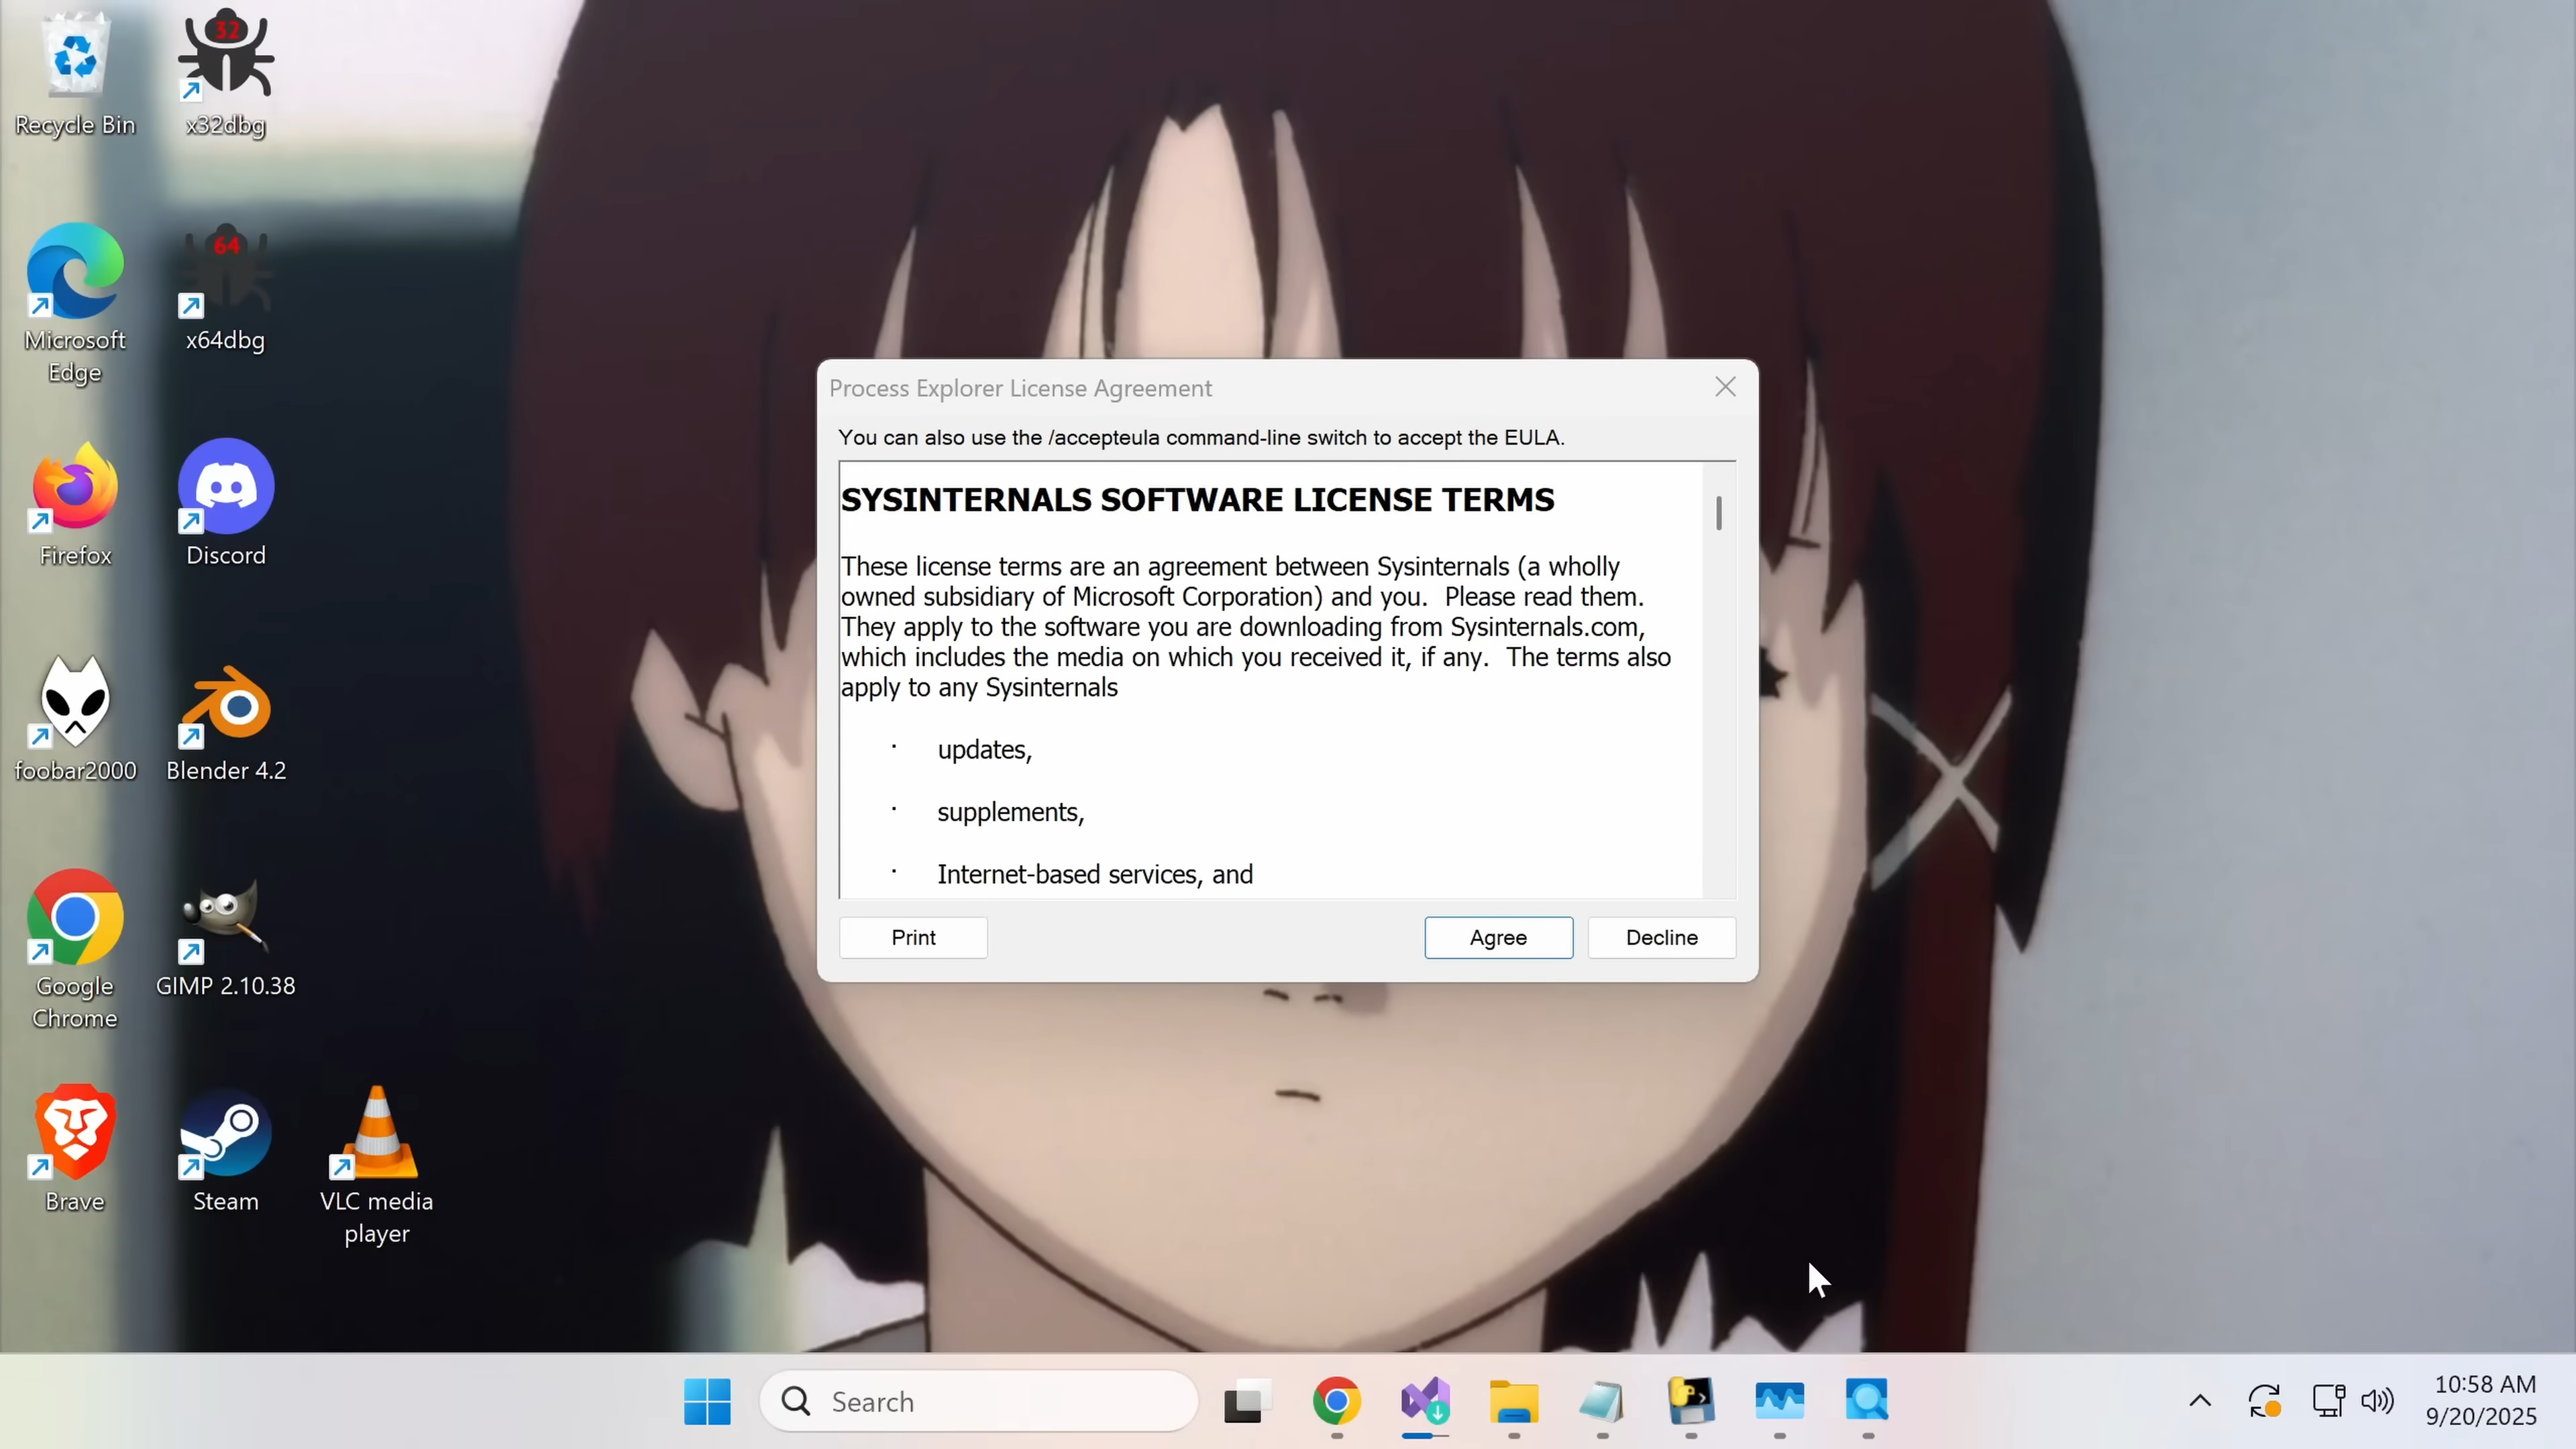 Recycle Bin
32
x32dbg
Microsoft
Edge
64
x64dbg
Firefox
Discord
foobar2000
Blender 4.2
Google
Chrome
GIMP 2.10.38
Brave
Steam
VLC media
player
Process Explorer License Agreement
You can also use the /accepteula command-line switch to accept the EULA.
SYSINTERNALS SOFTWARE LICENSE TERMS
These license terms are an agreement between Sysinternals (a wholly
owned subsidiary of Microsoft Corporation) and you.  Please read them.
They apply to the software you are downloading from Sysinternals.com,
which includes the media on which you received it, if any.  The terms also
apply to any Sysinternals
· updates,
· supplements,
· Internet-based services, and
Print
Agree
Decline
Search
10:58 AM
9/20/2025